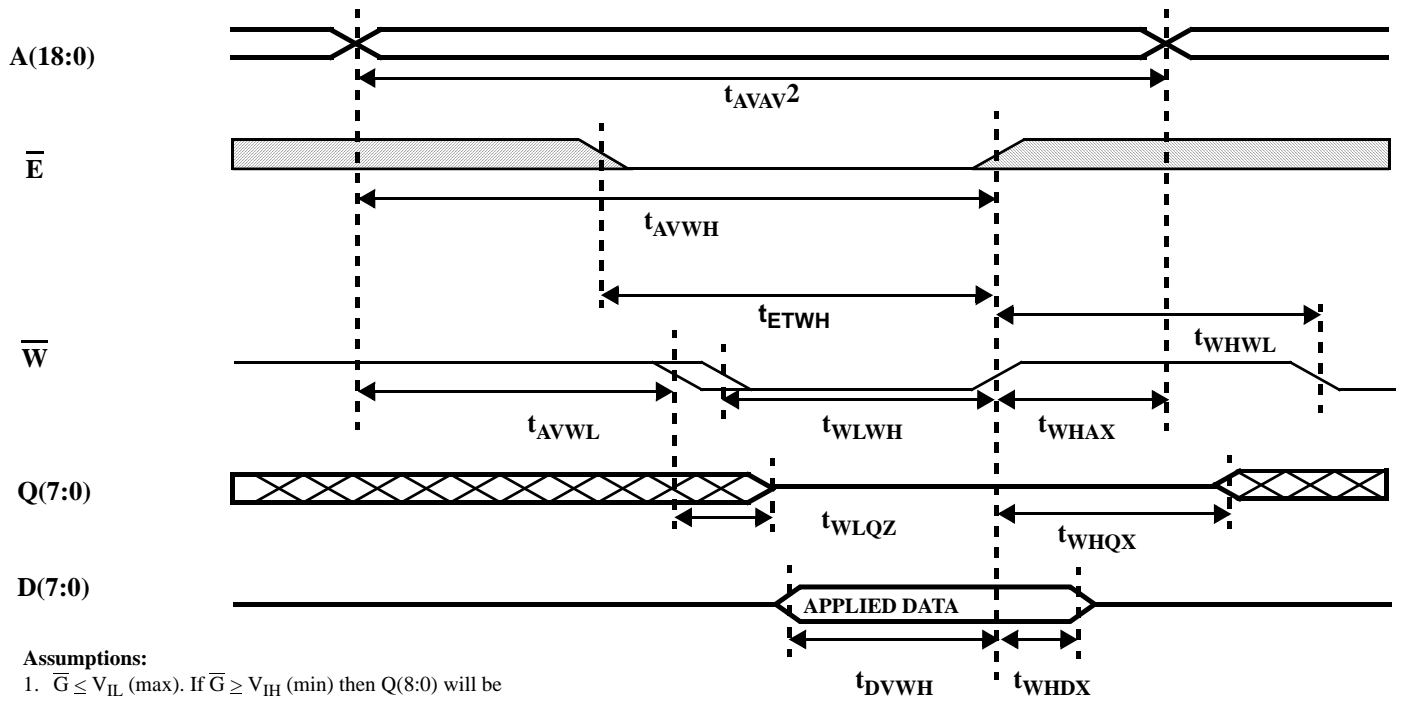 A(18:0)
tAVAV2
E
tAVWH
tETWH
tWHWL
W
tAVWL
tWLWH
tWHAX
Q(7:0)
tWLQZ
tWHQX
D(7:0)
APPLIED DATA
Assumptions:
1. G ≤ VIL (max). If G ≥ VIH (min) then Q(8:0) will be
tDVWH
tWHDX